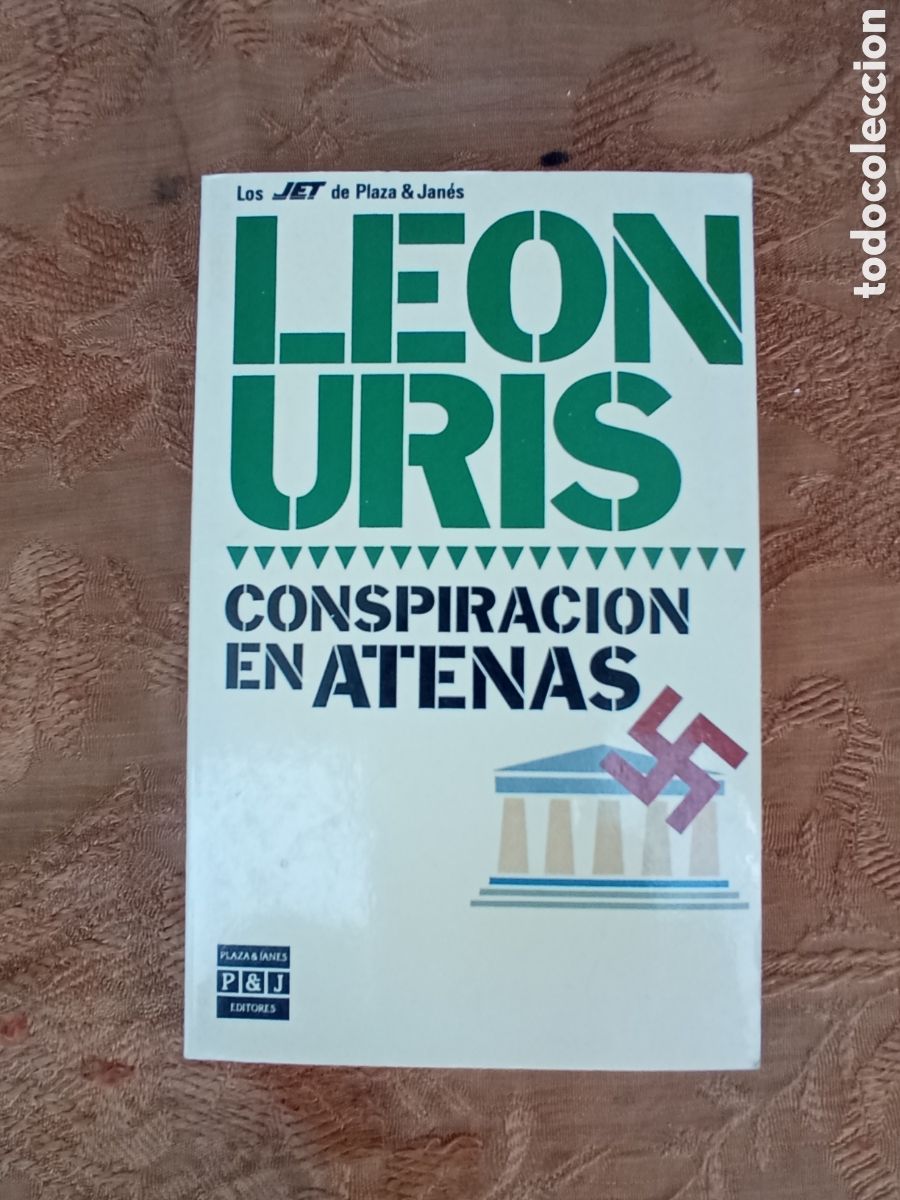 Los JET de Plaza & Janés
LEON
URIS
CONSPIRACION
EN ATENAS
PLAZA & JANES
P & J
EDITORES
todocoleccion